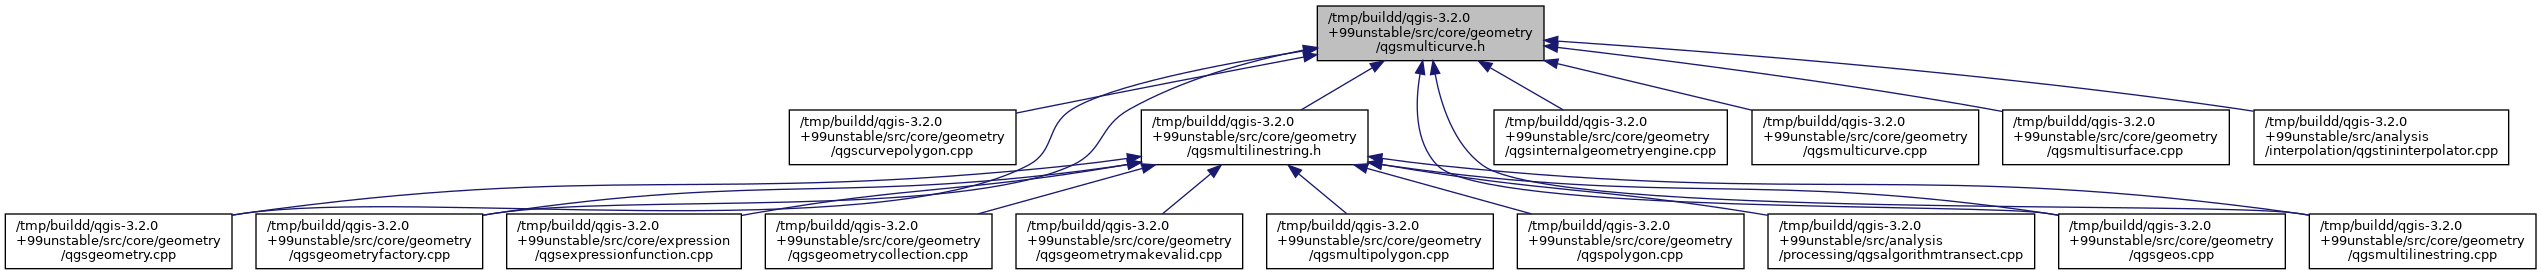 /tmp/buildd/qgis-3.2.0
+99unstable/src/core/geometry
/qgsmulticurve.h
/tmp/buildd/qgis-3.2.0
+99unstable/src/core/geometry
/qgscurvepolygon.cpp
/tmp/buildd/qgis-3.2.0
+99unstable/src/core/geometry
/qgsmultilinestring.h
/tmp/buildd/qgis-3.2.0
+99unstable/src/core/geometry
/qgsinternalgeometryengine.cpp
/tmp/buildd/qgis-3.2.0
+99unstable/src/core/geometry
/qgsmulticurve.cpp
/tmp/buildd/qgis-3.2.0
+99unstable/src/core/geometry
/qgsmultisurface.cpp
/tmp/buildd/qgis-3.2.0
+99unstable/src/analysis
/interpolation/qgstininterpolator.cpp
/tmp/buildd/qgis-3.2.0
+99unstable/src/core/geometry
/qgsgeometry.cpp
/tmp/buildd/qgis-3.2.0
+99unstable/src/core/geometry
/qgsgeometryfactory.cpp
/tmp/buildd/qgis-3.2.0
+99unstable/src/core/expression
/qgsexpressionfunction.cpp
/tmp/buildd/qgis-3.2.0
+99unstable/src/core/geometry
/qgsgeometrycollection.cpp
/tmp/buildd/qgis-3.2.0
+99unstable/src/core/geometry
/qgsgeometrymakevalid.cpp
/tmp/buildd/qgis-3.2.0
+99unstable/src/core/geometry
/qgsmultipolygon.cpp
/tmp/buildd/qgis-3.2.0
+99unstable/src/core/geometry
/qgspolygon.cpp
/tmp/buildd/qgis-3.2.0
+99unstable/src/analysis
/processing/qgsalgorithmtransect.cpp
/tmp/buildd/qgis-3.2.0
+99unstable/src/core/geometry
/qgsgeos.cpp
/tmp/buildd/qgis-3.2.0
+99unstable/src/core/geometry
/qgsmultilinestring.cpp